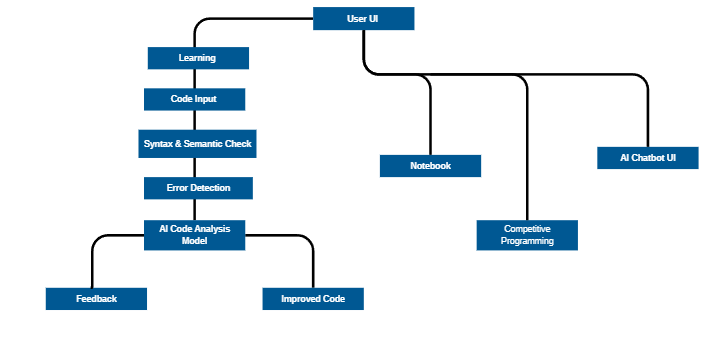 User UI
Learning
Code Input
Syntax & Semantic Check
Notebook
AI Chatbot UI
Error Detection
AI Code Analysis
Model
Competitive
Programming
Feedback
Improved Code